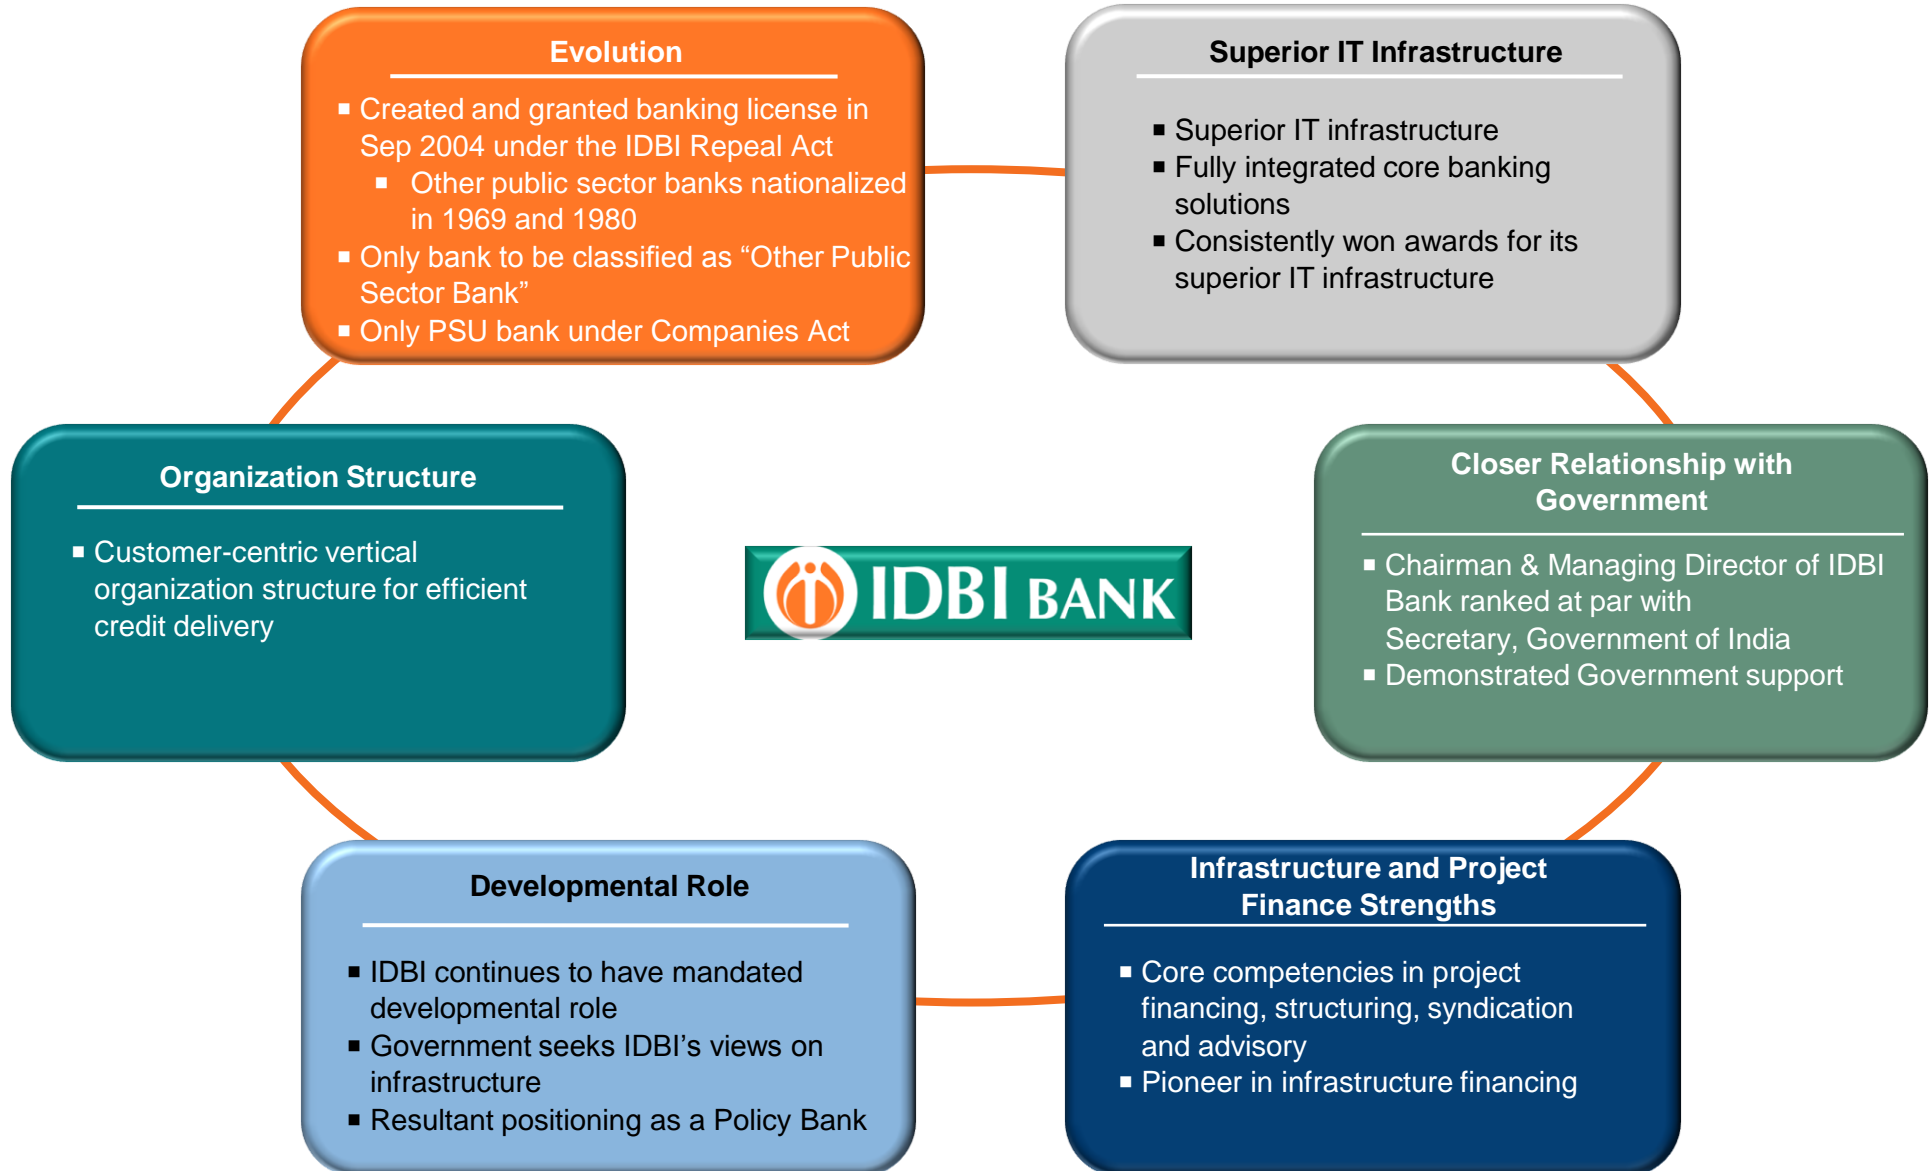 Evolution
▪ Created and granted banking license in
Sep 2004 under the IDBI Repeal Act
▪ Other public sector banks nationalized
in 1969 and 1980
▪ Only bank to be classified as “Other Public
Sector Bank”
▪ Only PSU bank under Companies Act
Superior IT Infrastructure
▪ Superior IT infrastructure
▪ Fully integrated core banking
solutions
▪ Consistently won awards for its
superior IT infrastructure
Organization Structure
▪ Customer-centric vertical
organization structure for efficient
credit delivery
IDBI BANK
Closer Relationship with
Government
▪ Chairman & Managing Director of IDBI
Bank ranked at par with
Secretary, Government of India
▪ Demonstrated Government support
Developmental Role
▪ IDBI continues to have mandated
developmental role
▪ Government seeks IDBI’s views on
infrastructure
▪ Resultant positioning as a Policy Bank
Infrastructure and Project
Finance Strengths
▪ Core competencies in project
financing, structuring, syndication
and advisory
▪ Pioneer in infrastructure financing